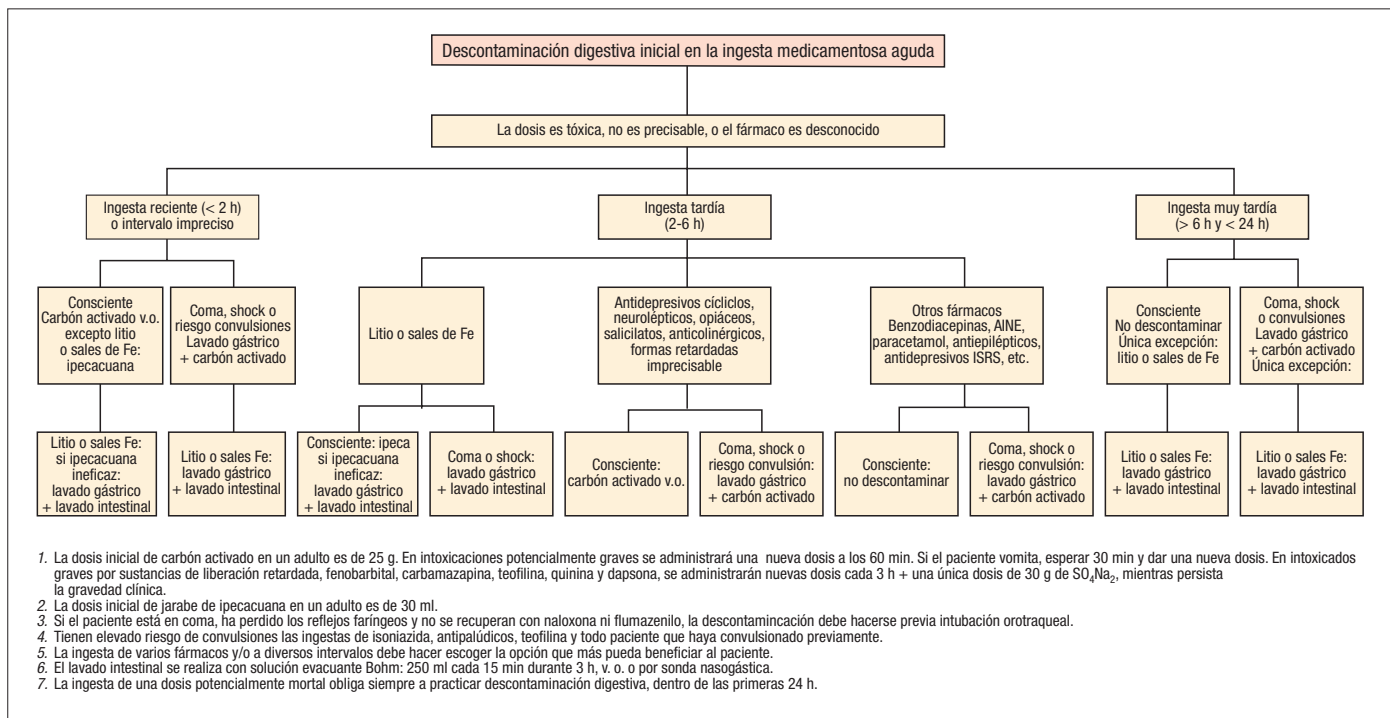 Descontaminación digestiva inicial en la ingesta medicamentosa aguda
La dosis es tóxica, no es precisable, o el fármaco es desconocido
Ingesta reciente (< 2 h)
o intervalo impreciso
Ingesta tardía
(2-6 h)
Ingesta muy tardía
(> 6 h y < 24 h)
Consciente
Carbón activado v.o.
excepto litio
o sales de Fe:
ipecacuana
Coma, shock o
riesgo convulsiones
Lavado gástrico
+ carbón activado
Litio o sales de Fe
Antidepresivos cícliclos,
neurolépticos, opiáceos,
salicilatos, anticolinérgicos,
formas retardadas
imprecisable
Otros fármacos
Benzodiacepinas, AINE,
paracetamol, antiepilépticos,
antidepresivos ISRS, etc.
Consciente
No descontaminar
Única excepción:
litio o sales de Fe
Coma, shock
o convulsiones
Lavado gástrico
+ carbón activado
Única excepción:
Litio o sales Fe:
si ipecacuana
ineficaz:
lavado gástrico
+ lavado intestinal
Litio o sales Fe:
lavado gástrico
+ lavado intestinal
Consciente: ipeca
si ipecacuana
ineficaz:
lavado gástrico
+ lavado intestinal
Coma o shock:
lavado gástrico
+ lavado intestinal
Consciente:
carbón activado v.o.
Coma, shock o
riesgo convulsión:
lavado gástrico
+ carbón activado
Consciente:
no descontaminar
Coma, shock o
riesgo convulsión:
lavado gástrico
+ carbón activado
Litio o sales Fe:
lavado gástrico
+ lavado intestinal
Litio o sales Fe:
lavado gástrico
+ lavado intestinal
1. La dosis inicial de carbón activado en un adulto es de 25 g. En intoxicaciones potencialmente graves se administrará una nueva dosis a los 60 min. Si el paciente vomita, esperar 30 min y dar una nueva dosis. En intoxicados
graves por sustancias de liberación retardada, fenobarbital, carbamazapina, teofilina, quinina y dapsona, se administrarán nuevas dosis cada 3 h + una única dosis de 30 g de SO₄Na₂, mientras persista
la gravedad clínica.
2. La dosis inicial de jarabe de ipecacuana en un adulto es de 30 ml.
3. Si el paciente está en coma, ha perdido los reflejos faríngeos y no se recuperan con naloxona ni flumazenilo, la descontamincación debe hacerse previa intubación orotraqueal.
4. Tienen elevado riesgo de convulsiones las ingestas de isoniazida, antipalúdicos, teofilina y todo paciente que haya convulsionado previamente.
5. La ingesta de varios fármacos y/o a diversos intervalos debe hacer escoger la opción que más pueda beneficiar al paciente.
6. El lavado intestinal se realiza con solución evacuante Bohm: 250 ml cada 15 min durante 3 h, v. o. o por sonda nasogástica.
7. La ingesta de una dosis potencialmente mortal obliga siempre a practicar descontaminación digestiva, dentro de las primeras 24 h.